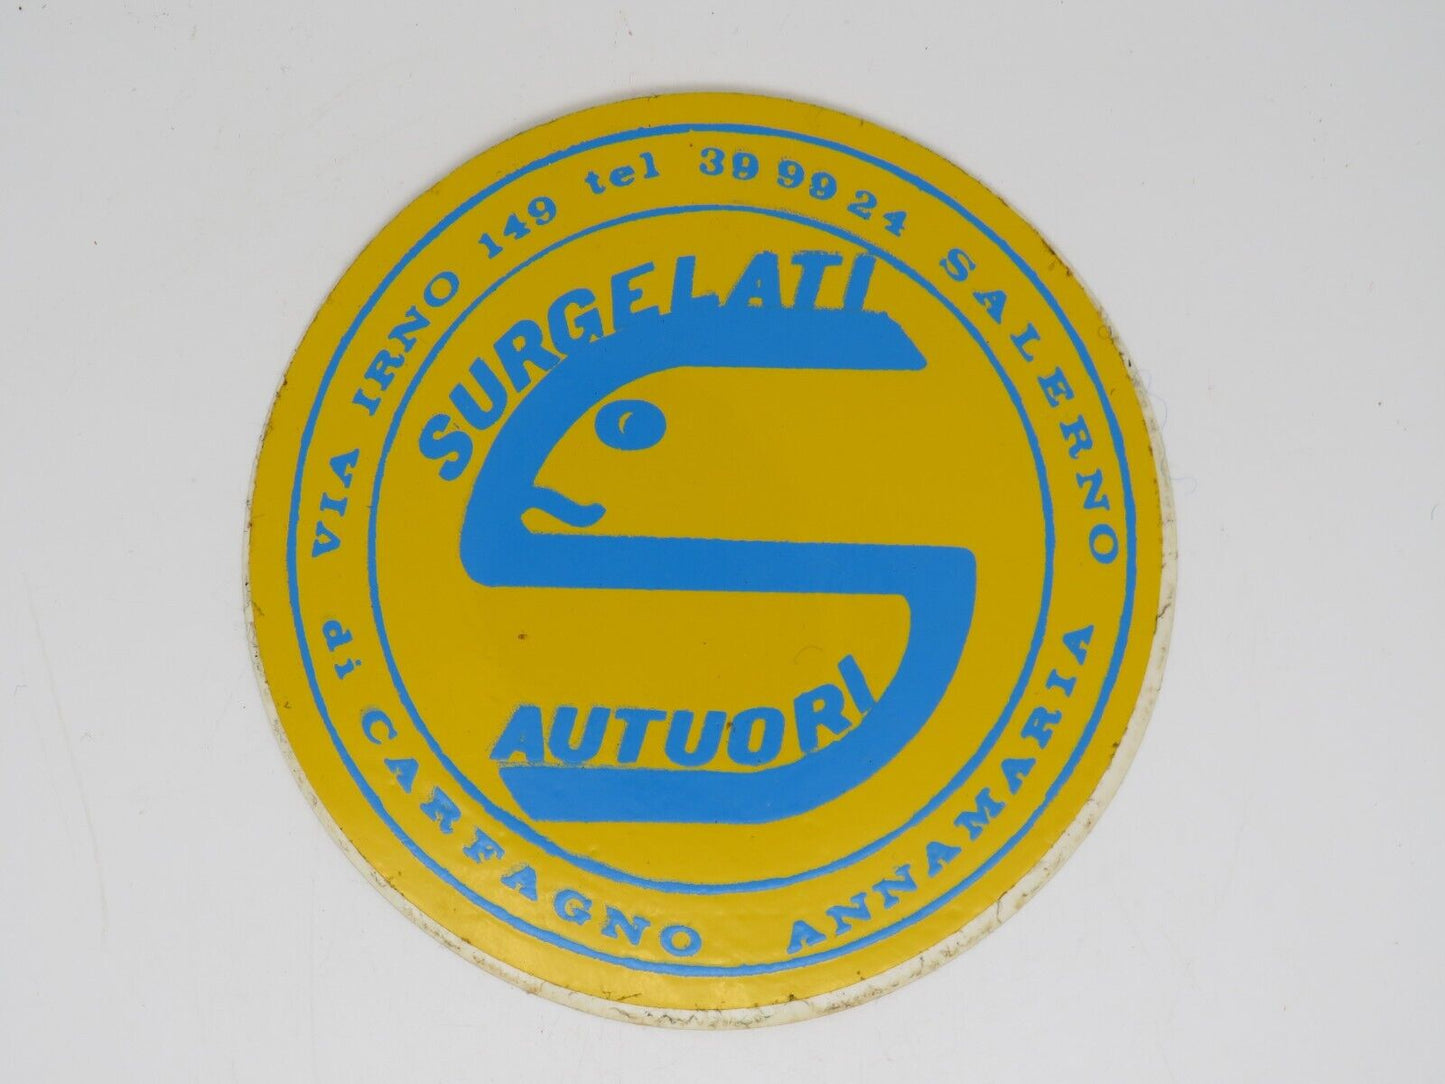 SURGELATI
AUTUORI
VIA IRNO 149 tel 39 99 24 SALERNO
di CARFAGNO ANNAMARIA